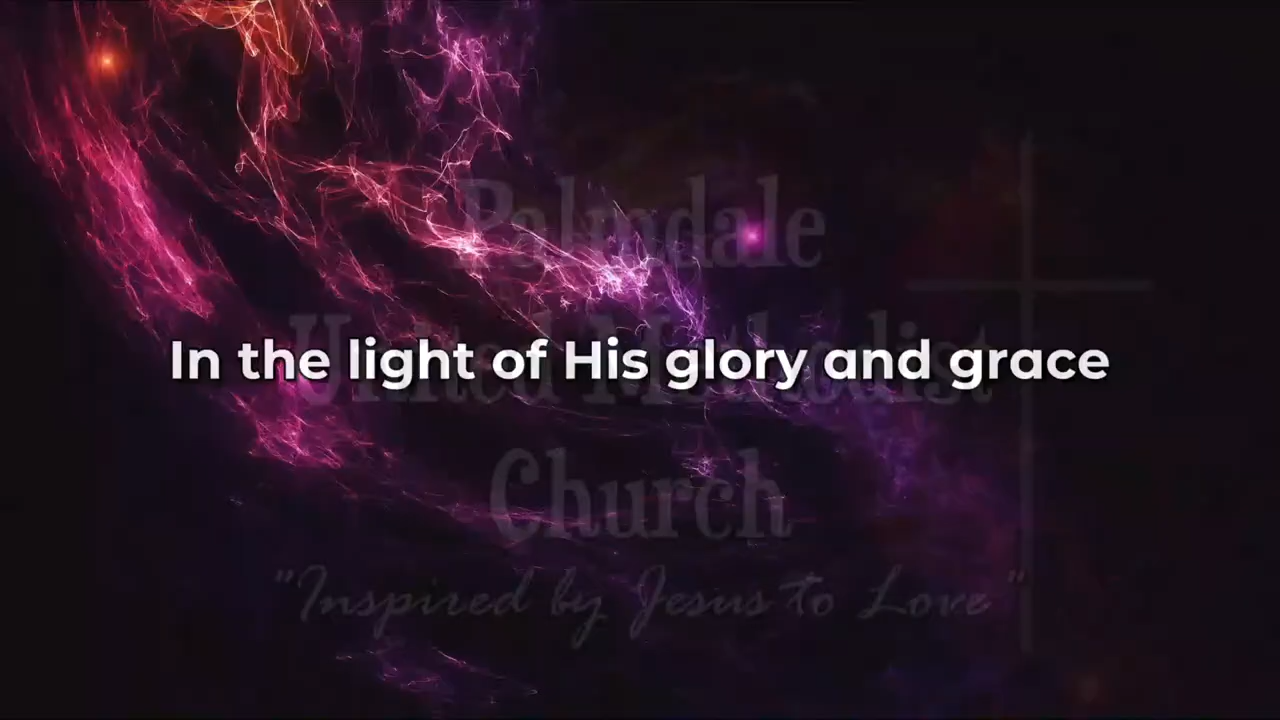 Palmdale
United Methodist
In the light of His glory and grace
Church
"Inspired by Jesus to Love"